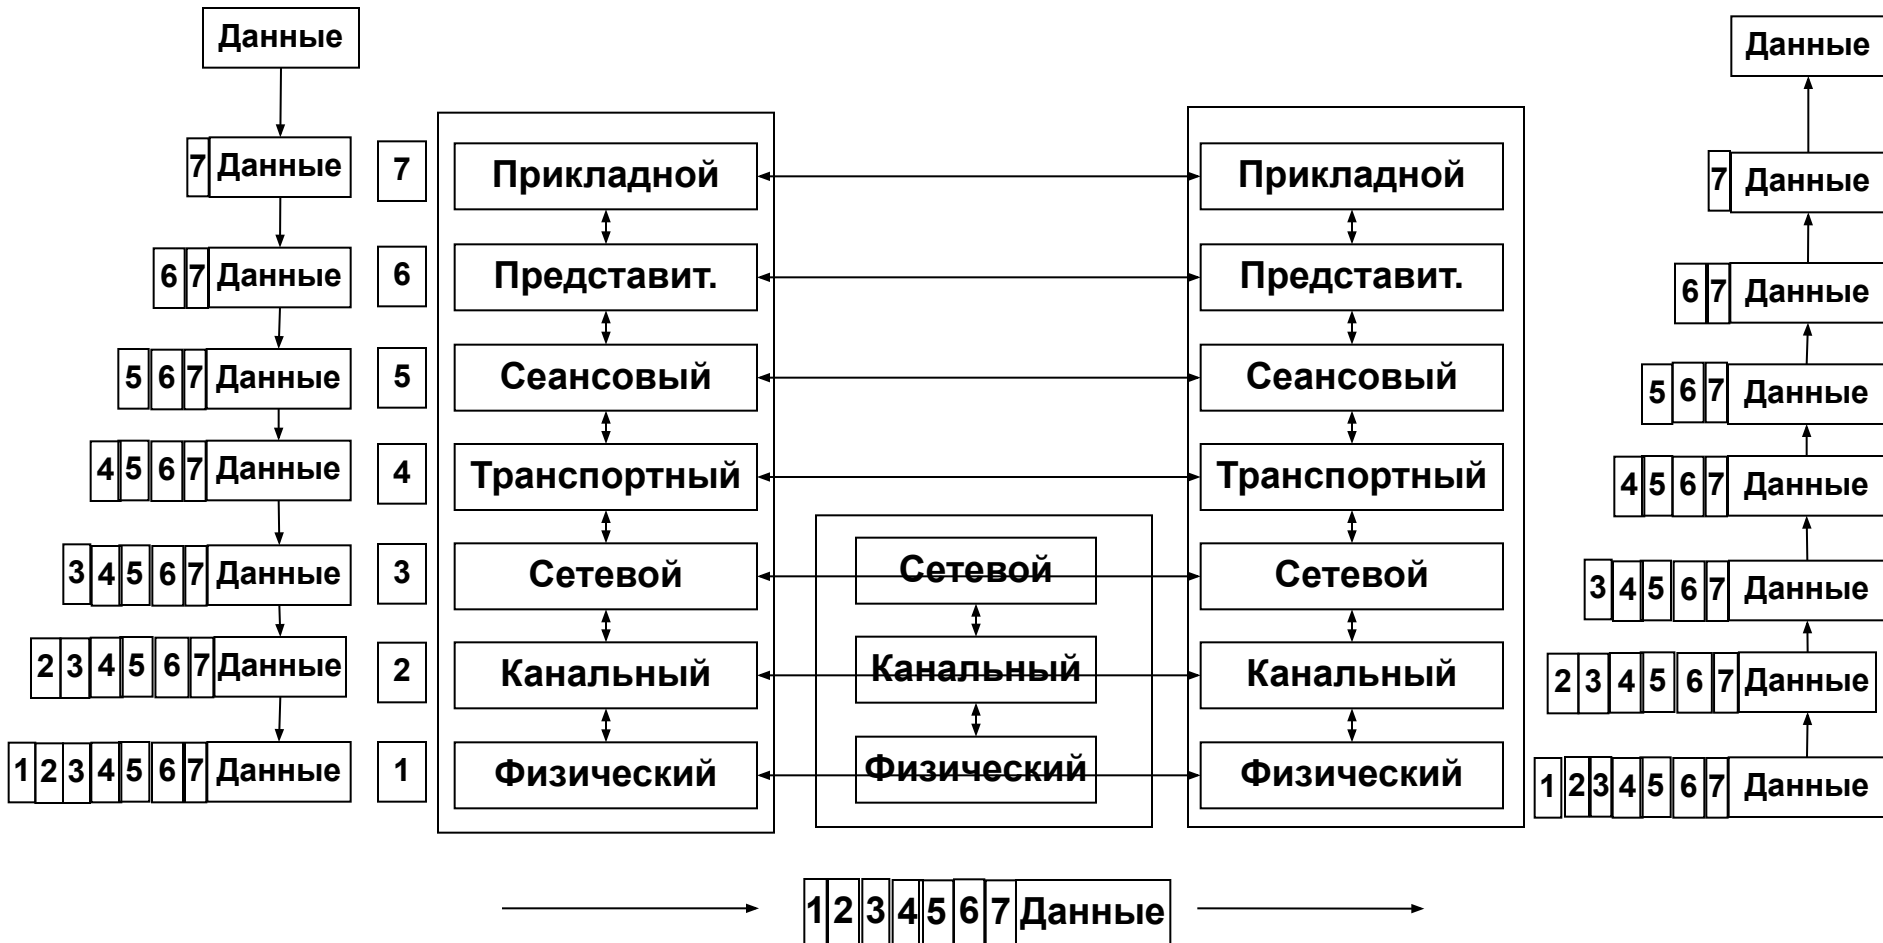 Данные
Данные
7 Данные
7
Прикладной
Прикладной
7 Данные
6 7 Данные
6
Представит.
Представит.
6 7 Данные
5 6 7 Данные
5
Сеансовый
Сеансовый
5 6 7 Данные
4 5 6 7 Данные
4
Транспортный
Транспортный
4 5 6 7 Данные
3 4 5 6 7 Данные
3
Сетевой
Сетевой
Сетевой
3 4 5 6 7 Данные
2 3 4 5 6 7 Данные
2
Канальный
Канальный
Канальный
2 3 4 5 6 7 Данные
1 2 3 4 5 6 7 Данные
1
Физический
Физический
Физический
1 2 3 4 5 6 7 Данные
1 2 3 4 5 6 7 Данные